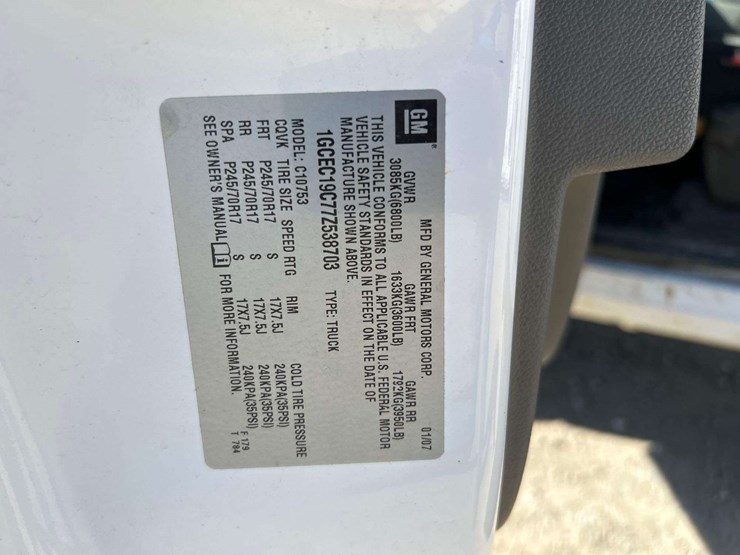 GM
MFD BY GENERAL MOTORS CORP. 01/07
GVWR GAWR FRT GAWR RR
3085KG(6800LB) 1633KG(3600LB) 1792KG(3950LB)
THIS VEHICLE CONFORMS TO ALL APPLICABLE U.S. FEDERAL MOTOR
VEHICLE SAFETY STANDARDS IN EFFECT ON THE DATE OF
MANUFACTURE SHOWN ABOVE.
1GCEC19C77Z538703 TYPE: TRUCK
MODEL: C10753
CQVK TIRE SIZE SPEED RTG RIM COLD TIRE PRESSURE
FRT P245/70R17 S 17X7.5J 240KPA(35PSI)
RR P245/70R17 S 17X7.5J 240KPA(35PSI)
SPA P245/70R17 S 17X7.5J 240KPA(35PSI)
SEE OWNER'S MANUAL i FOR MORE INFORMATION.
F 179
T 784